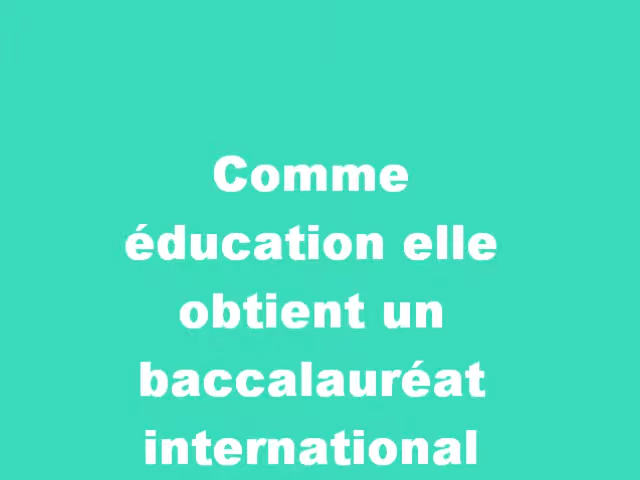 Comme
éducation elle
obtient un
baccalauréat
international